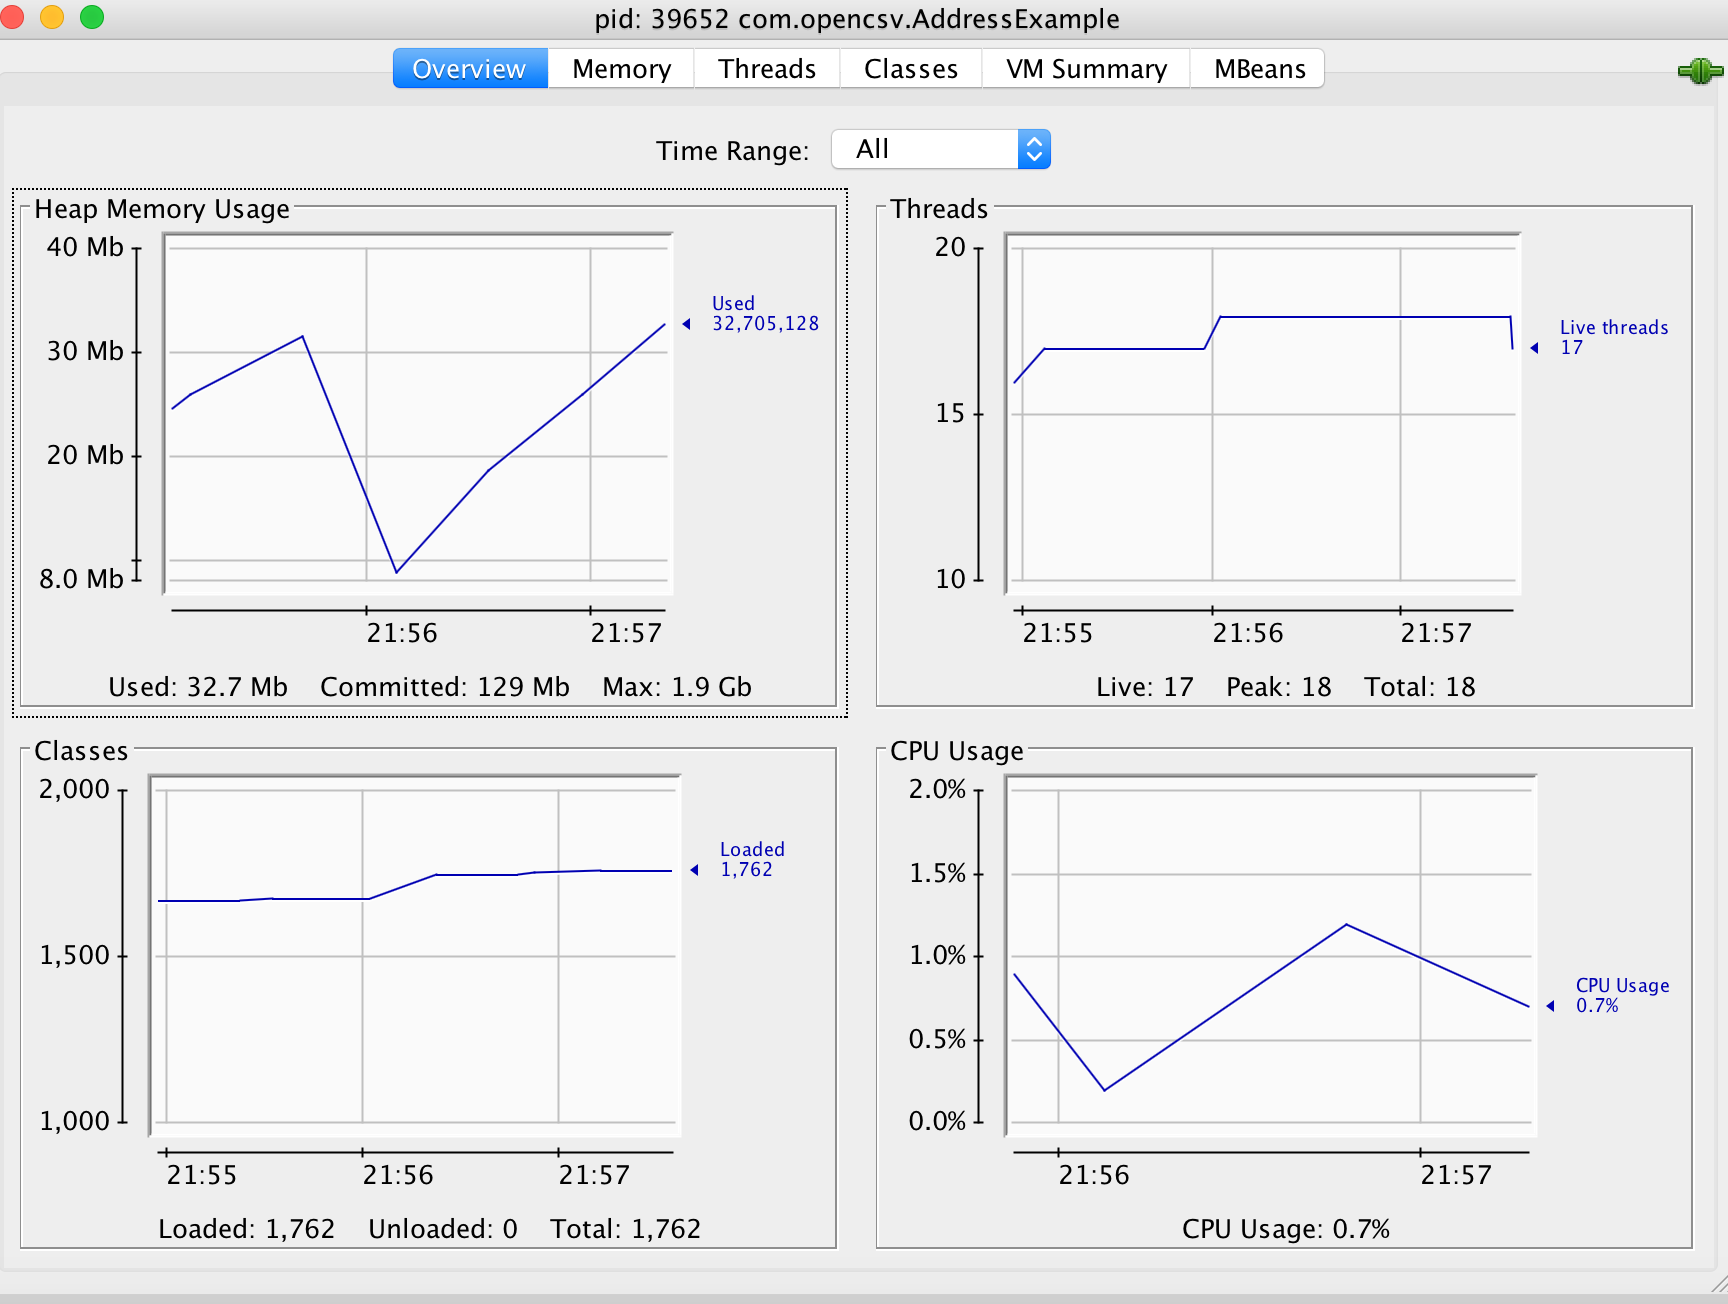 pid: 39652 com.opencsv.AddressExample
Overview Memory Threads Classes VM Summary MBeans
Time Range: All
Heap Memory Usage
40 Mb
30 Mb
20 Mb
8.0 Mb
Used
32,705,128
21:56 21:57
Used: 32.7 Mb Committed: 129 Mb Max: 1.9 Gb
Threads
20
15
10
Live threads
17
21:55 21:56 21:57
Live: 17 Peak: 18 Total: 18
Classes
2,000
1,500
1,000
Loaded
1,762
21:55 21:56 21:57
Loaded: 1,762 Unloaded: 0 Total: 1,762
CPU Usage
2.0%
1.5%
1.0%
0.5%
0.0%
CPU Usage
0.7%
21:56 21:57
CPU Usage: 0.7%